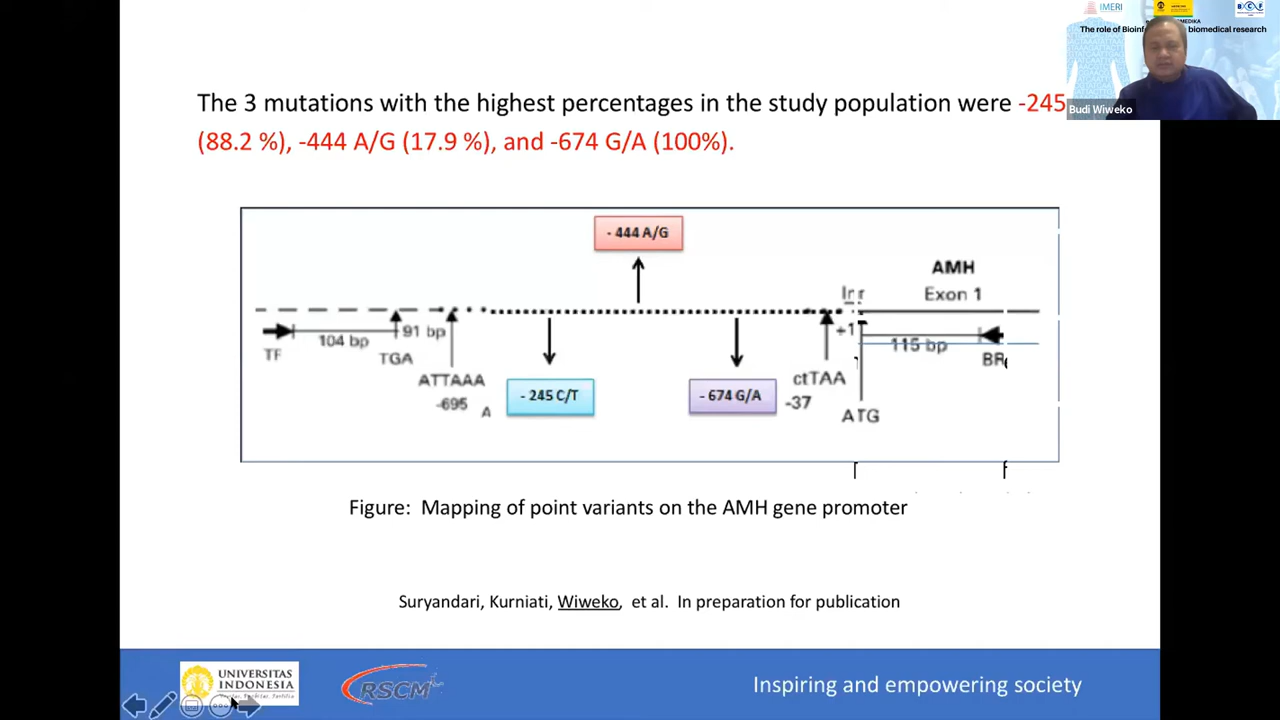 IMERI
The role of Bioinf
biomedical research
Budi Wiweko
The 3 mutations with the highest percentages in the study population were -245
(88.2 %), -444 A/G (17.9 %), and -674 G/A (100%).
- 444 A/G
AMH
Exon 1
104 bp
91 bp
+1
115 bp
TF
TGA
ATTAAA
-695
A
- 245 C/T
- 674 G/A
ctTAA
-37
ATG
Figure: Mapping of point variants on the AMH gene promoter
Suryandari, Kurniati, Wiweko, et al. In preparation for publication
UNIVERSITAS
INDONESIA
RSCM
Inspiring and empowering society